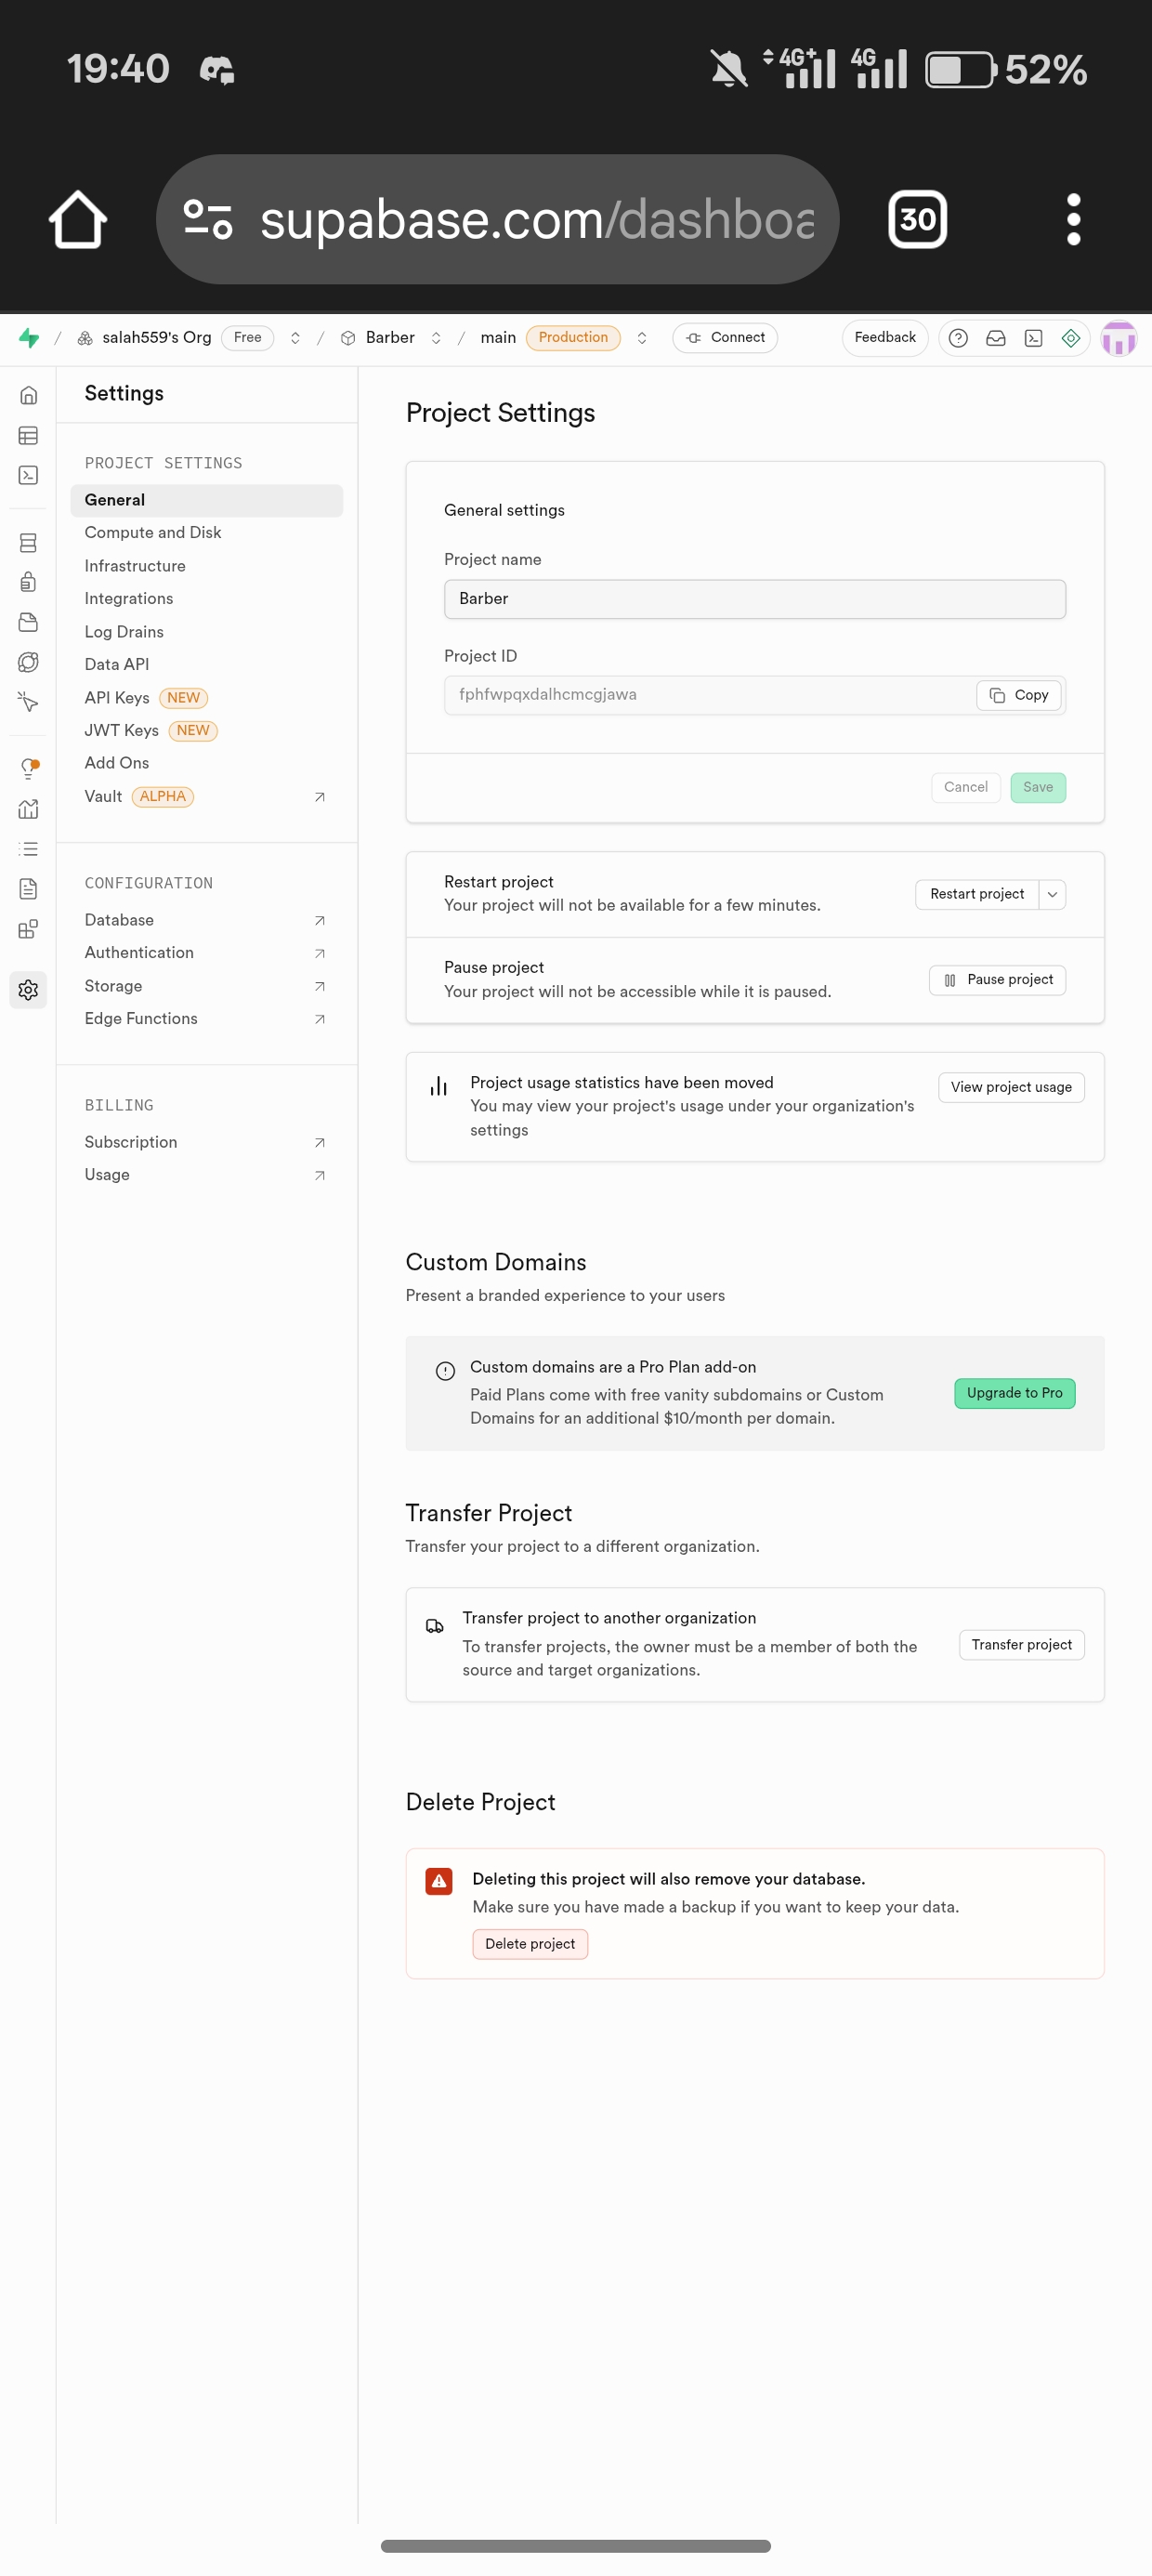 19:40
4G+
4G
52%
supabase.com/dashboa
30
/
salah559's Org
Free
/
Barber
/
main
Production
Connect
Feedback
Settings
PROJECT SETTINGS
General
Compute and Disk
Infrastructure
Integrations
Log Drains
Data API
API Keys NEW
JWT Keys NEW
Add Ons
Vault ALPHA
CONFIGURATION
Database
Authentication
Storage
Edge Functions
BILLING
Subscription
Usage
Project Settings
General settings
Project name
Barber
Project ID
fphfwpqxdalhcmcgjawa
Copy
Cancel
Save
Restart project
Your project will not be available for a few minutes.
Restart project
Pause project
Your project will not be accessible while it is paused.
Pause project
Project usage statistics have been moved
You may view your project's usage under your organization's
settings
View project usage
Custom Domains
Present a branded experience to your users
Custom domains are a Pro Plan add-on
Paid Plans come with free vanity subdomains or Custom
Domains for an additional $10/month per domain.
Upgrade to Pro
Transfer Project
Transfer your project to a different organization.
Transfer project to another organization
To transfer projects, the owner must be a member of both the
source and target organizations.
Transfer project
Delete Project
Deleting this project will also remove your database.
Make sure you have made a backup if you want to keep your data.
Delete project